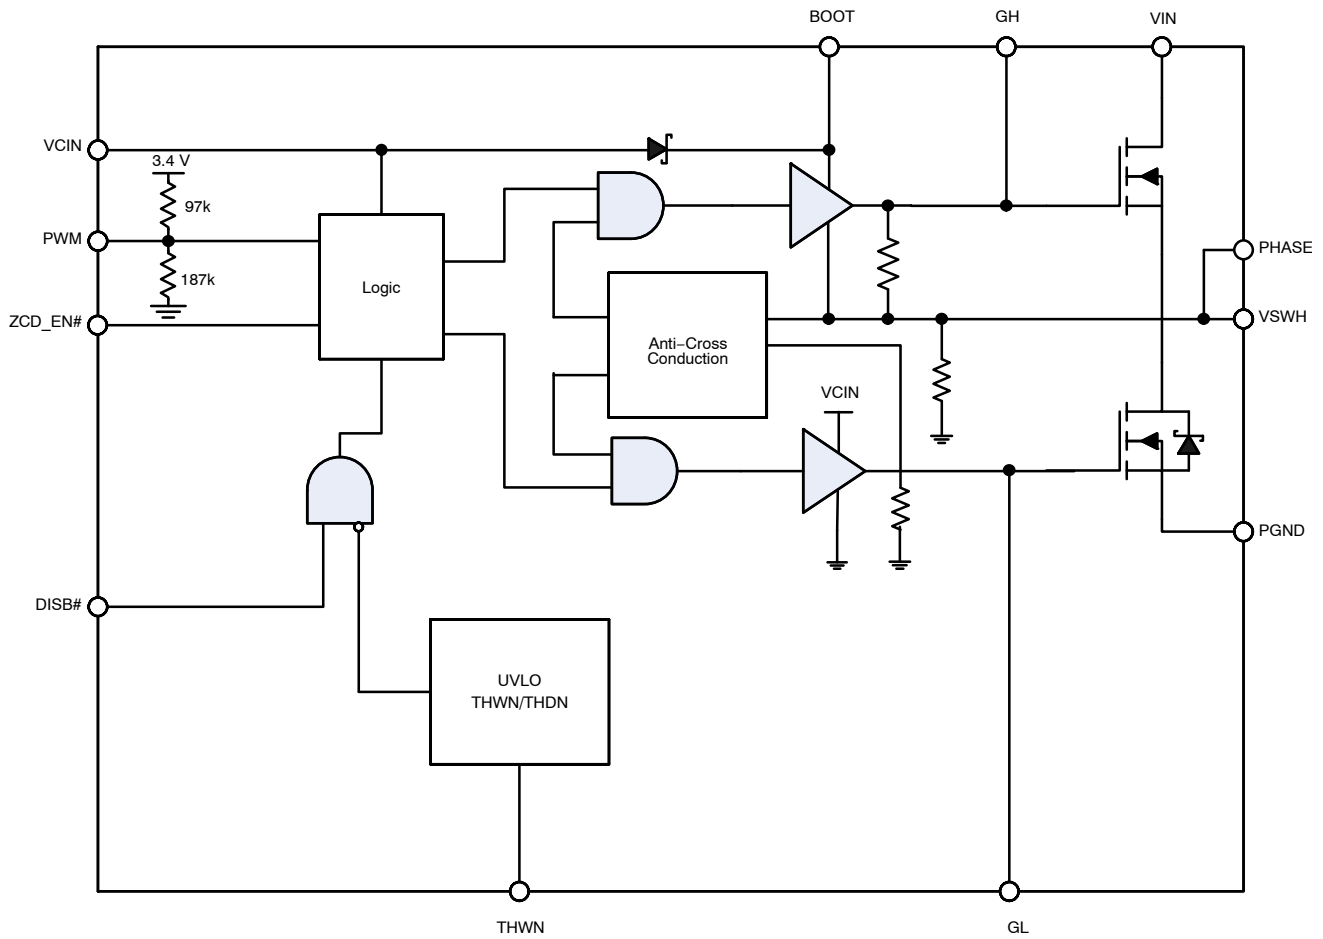 BOOT
GH
VIN
VCIN
3.4 V
97k
PWM
187k
ZCD_EN#
Logic
PHASE
VSWH
Anti−Cross
Conduction
VCIN
PGND
DISB#
UVLO
THWN/THDN
THWN
GL